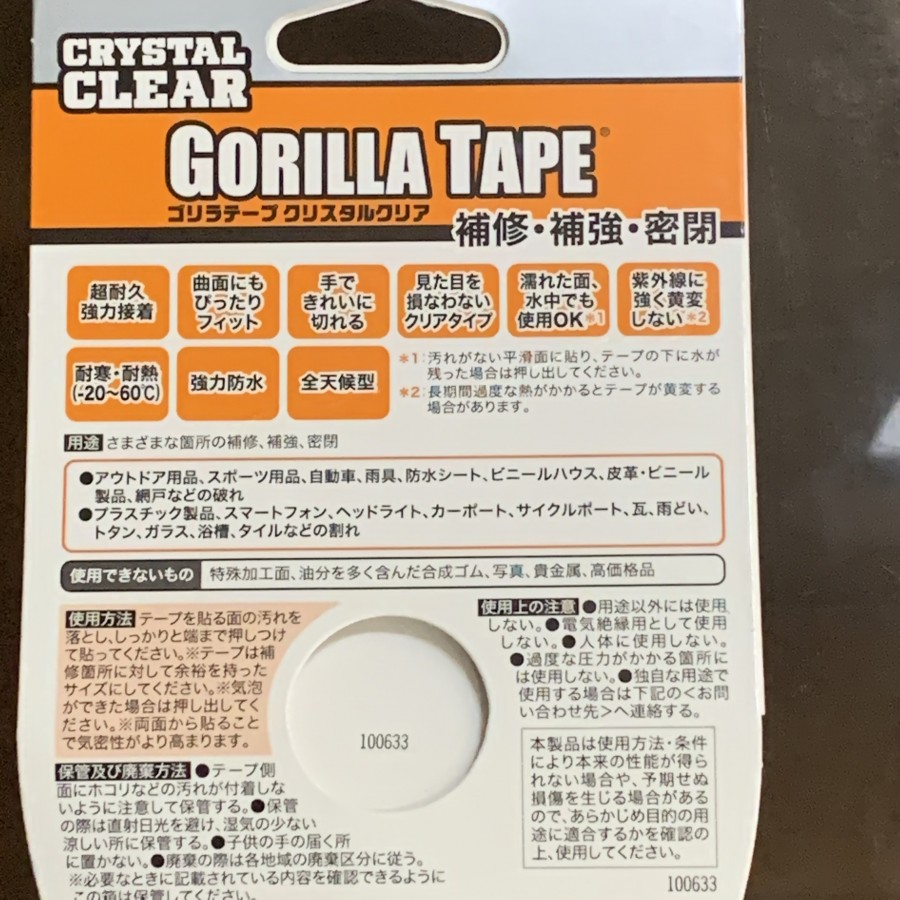 CRYSTAL
CLEAR
GORILLA TAPE®
ゴリラテープ クリスタルクリア
補修・補強・密閉
超耐久
強力接着
曲面にも
ぴったり
フィット
手で
きれいに
切れる
見た目を
損なわない
クリアタイプ
濡れた面、
水中でも
使用OK*1
紫外線に
強く黄変
しない*2
耐寒・耐熱
(-20~60℃)
強力防水
全天候型
*1:汚れがない平滑面に貼り、テープの下に水が
残った場合は押し出してください。
*2:長期間過度な熱がかかるとテープが黄変する
場合があります。
用途 さまざまな箇所の補修、補強、密閉
●アウトドア用品、スポーツ用品、自動車、雨具、防水シート、ビニールハウス、皮革・ビニール
製品、網戸などの破れ
●プラスチック製品、スマートフォン、ヘッドライト、カーポート、サイクルポート、瓦、雨どい、
トタン、ガラス、浴槽、タイルなどの割れ
使用できないもの 特殊加工面、油分を多く含んだ合成ゴム、写真、貴金属、高価格品
使用方法 テープを貼る面の汚れを
落とし、しっかりと端まで押しつけ
て貼ってください。※テープは補
修箇所に対して余裕を持った
サイズにしてください。※気泡
ができた場合は押し出してく
ださい。※両面から貼ること
で気密性がより高まります。
100633
使用上の注意 ●用途以外には使用
しない。●電気絶縁用として使用
しない。●人体に使用しない。
●過度な圧力がかかる箇所に
は使用しない。●独自な用途で
使用する場合は下記の<お問
い合わせ先>へ連絡する。
本製品は使用方法・条件
により本来の性能が得ら
れない場合や、予期せぬ
損傷を生じる場合がある
ので、あらかじめ目的の用
途に適合するかを確認の
上、使用してください。
保管及び廃棄方法 ●テープ側
面にホコリなどの汚れが付着しな
いように注意して保管する。●保管
の際は直射日光を避け、湿気の少ない
涼しい所に保管する。●子供の手の届く所
に置かない。●廃棄の際は各地域の廃棄区分に従う。
※必要なときに記載されている内容を確認できるように
この箱は保管してください。
100633